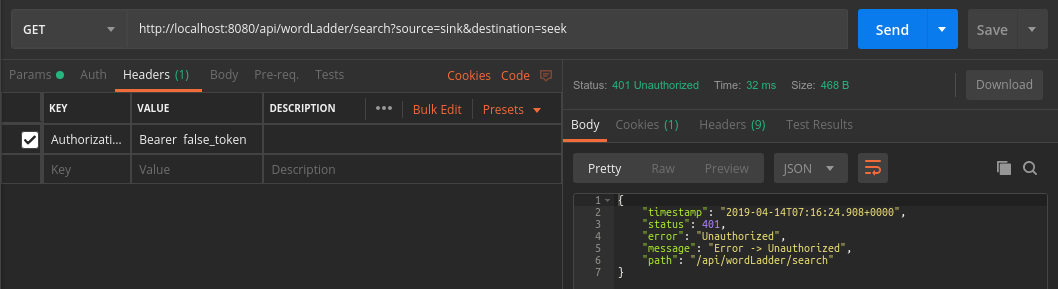 GET http://localhost:8080/api/wordLadder/search?source=sink&destination=seek Send Save
Params Auth Headers (1) Body Pre-req. Tests Cookies Code
KEY VALUE DESCRIPTION ••• Bulk Edit Presets
Authorizati... Bearer false_token
Key Value Description
Status: 401 Unauthorized Time: 32 ms Size: 468 B Download
Body Cookies (1) Headers (9) Test Results
Pretty Raw Preview JSON
1 {
2 "timestamp": "2019-04-14T07:16:24.908+0000",
3 "status": 401,
4 "error": "Unauthorized",
5 "message": "Error -> Unauthorized",
6 "path": "/api/wordLadder/search"
7 }